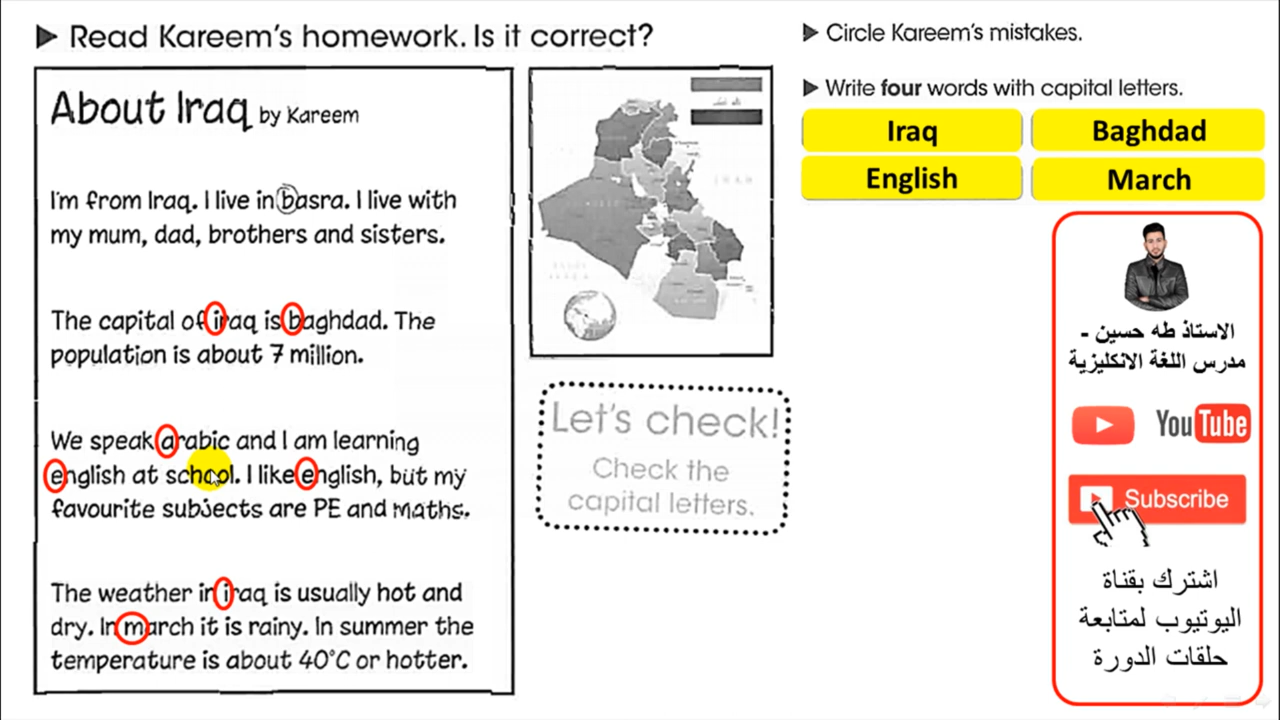 ▶ Read Kareem's homework. Is it correct?
About Iraq by Kareem
I'm from Iraq. I live in basra. I live with
my mum, dad, brothers and sisters.
The capital of iraq is baghdad. The
population is about 7 million.
We speak arabic and I am learning
english at school. I like english, but my
favourite subjects are PE and maths.
The weather in iraq is usually hot and
dry. In march it is rainy. In summer the
temperature is about 40°C or hotter.
Let's check!
Check the
capital letters.
▶ Circle Kareem's mistakes.
▶ Write four words with capital letters.
Iraq
Baghdad
English
March
الاستاذ طه حسين -
مدرس اللغة الانكليزية
YouTube
Subscribe
اشترك بقناة
اليوتيوب لمتابعة
حلقات الدورة